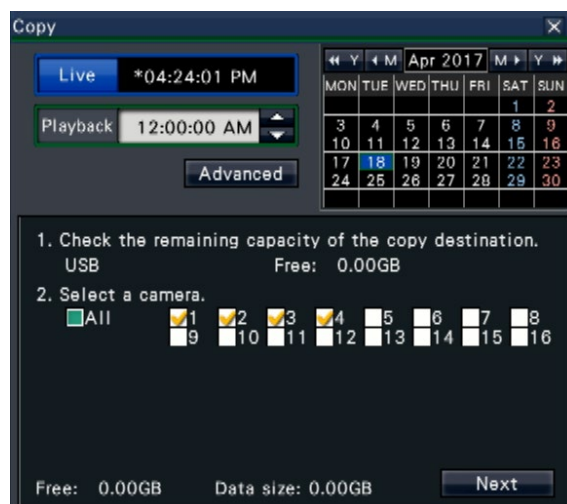 Copy
Live *04:24:01 PM
Playback 12:00:00 AM
Advanced
Y M Apr 2017 M Y
MON TUE WED THU FRI SAT SUN
1 2
3 4 5 6 7 8 9
10 11 12 13 14 15 16
17 18 19 20 21 22 23
24 25 26 27 28 29 30
1. Check the remaining capacity of the copy destination.
USB Free: 0.00GB
2. Select a camera.
All 1 2 3 4 5 6 7 8
9 10 11 12 13 14 15 16
Free: 0.00GB Data size: 0.00GB Next